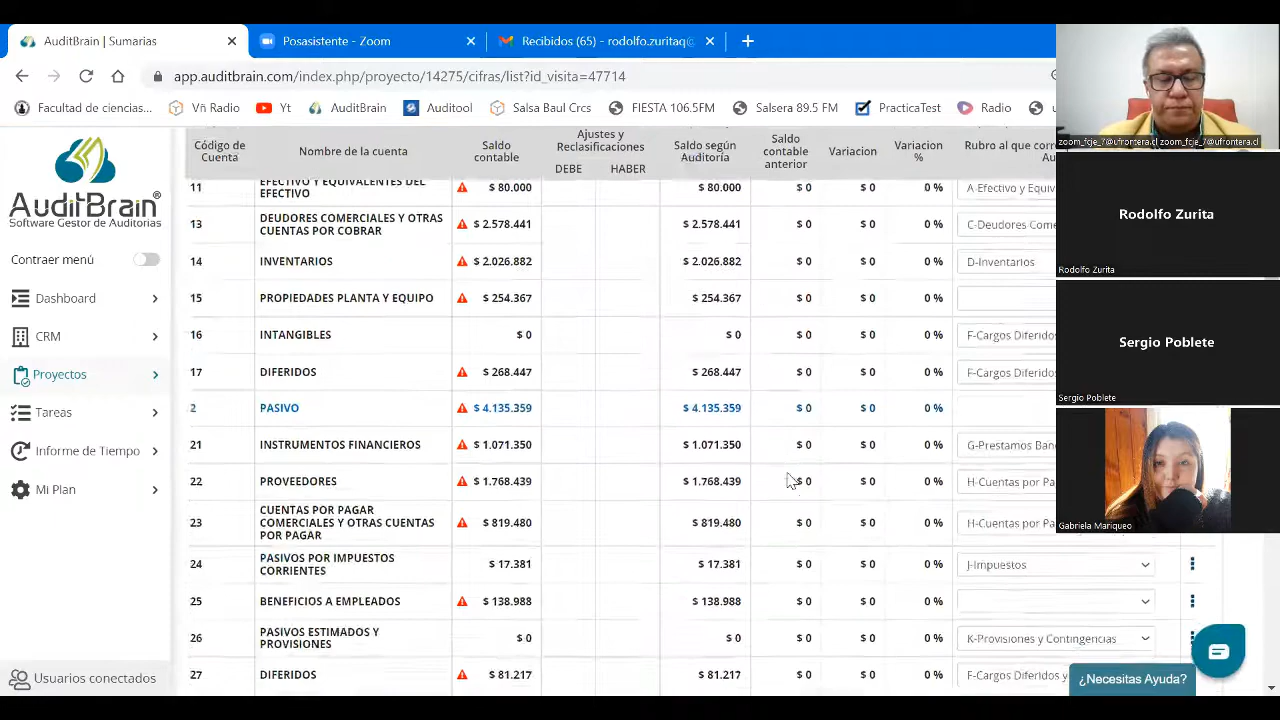 AuditBrain | Sumarias
Posasistente - Zoom
Recibidos (65) - rodolfo.zuritaq@
app.auditbrain.com/index.php/proyecto/14275/cifras/list?id_visita=47714
Facultad de ciencias...
Vñ Radio
Yt
AuditBrain
Auditool
Salsa Baul Crcs
FIESTA 106.5FM
Salsera 89.5 FM
PracticaTest
Radio
AUDITBRAIN®
Software Gestor de Auditorias
Contraer menú
Dashboard
CRM
Proyectos
Tareas
Informe de Tiempo
Mi Plan
Usuarios conectados
Código de Cuenta
Nombre de la cuenta
Saldo contable
Ajustes y Reclasificaciones
DEBE HABER
Saldo según Auditoría
Saldo contable anterior
Variacion
Variacion %
Rubro al que corre
11 EFECTIVO Y EQUIVALENTES DEL EFECTIVO $ 80.000 $ 80.000 $ 0 $ 0 0 % A Efectivo y Equiv
13 DEUDORES COMERCIALES Y OTRAS CUENTAS POR COBRAR $ 2.578.441 $ 2.578.441 $ 0 $ 0 0 % C-Deudores Come
14 INVENTARIOS $ 2.026.882 $ 2.026.882 $ 0 $ 0 0 % D-Inventarios
15 PROPIEDADES PLANTA Y EQUIPO $ 254.367 $ 254.367 $ 0 $ 0 0 %
16 INTANGIBLES $ 0 $ 0 $ 0 $ 0 0 % F-Cargos Diferidos
17 DIFERIDOS $ 268.447 $ 268.447 $ 0 $ 0 0 % F-Cargos Diferidos
2 PASIVO $ 4.135.359 $ 4.135.359 $ 0 $ 0 0 %
21 INSTRUMENTOS FINANCIEROS $ 1.071.350 $ 1.071.350 $ 0 $ 0 0 % G-Prestamos Ban
22 PROVEEDORES $ 1.768.439 $ 1.768.439 $ 0 $ 0 0 % H-Cuentas por Pa
23 CUENTAS POR PAGAR COMERCIALES Y OTRAS CUENTAS POR PAGAR $ 819.480 $ 819.480 $ 0 $ 0 0 % H-Cuentas por Pa
24 PASIVOS POR IMPUESTOS CORRIENTES $ 17.381 $ 17.381 $ 0 $ 0 0 % J-Impuestos
25 BENEFICIOS A EMPLEADOS $ 138.988 $ 138.988 $ 0 $ 0 0 %
26 PASIVOS ESTIMADOS Y PROVISIONES $ 0 $ 0 $ 0 $ 0 0 % K-Provisiones y Contingencias
27 DIFERIDOS $ 81.217 $ 81.217 $ 0 $ 0 0 % F-Cargos Diferidos y
¿Necesitas Ayuda?
zoom_fcje_7@ufrontera.cl zoom_fcje_7@ufrontera.cl
Rodolfo Zurita
Rodolfo Zurita
Sergio Poblete
Sergio Poblete
Gabriela Mariqueo